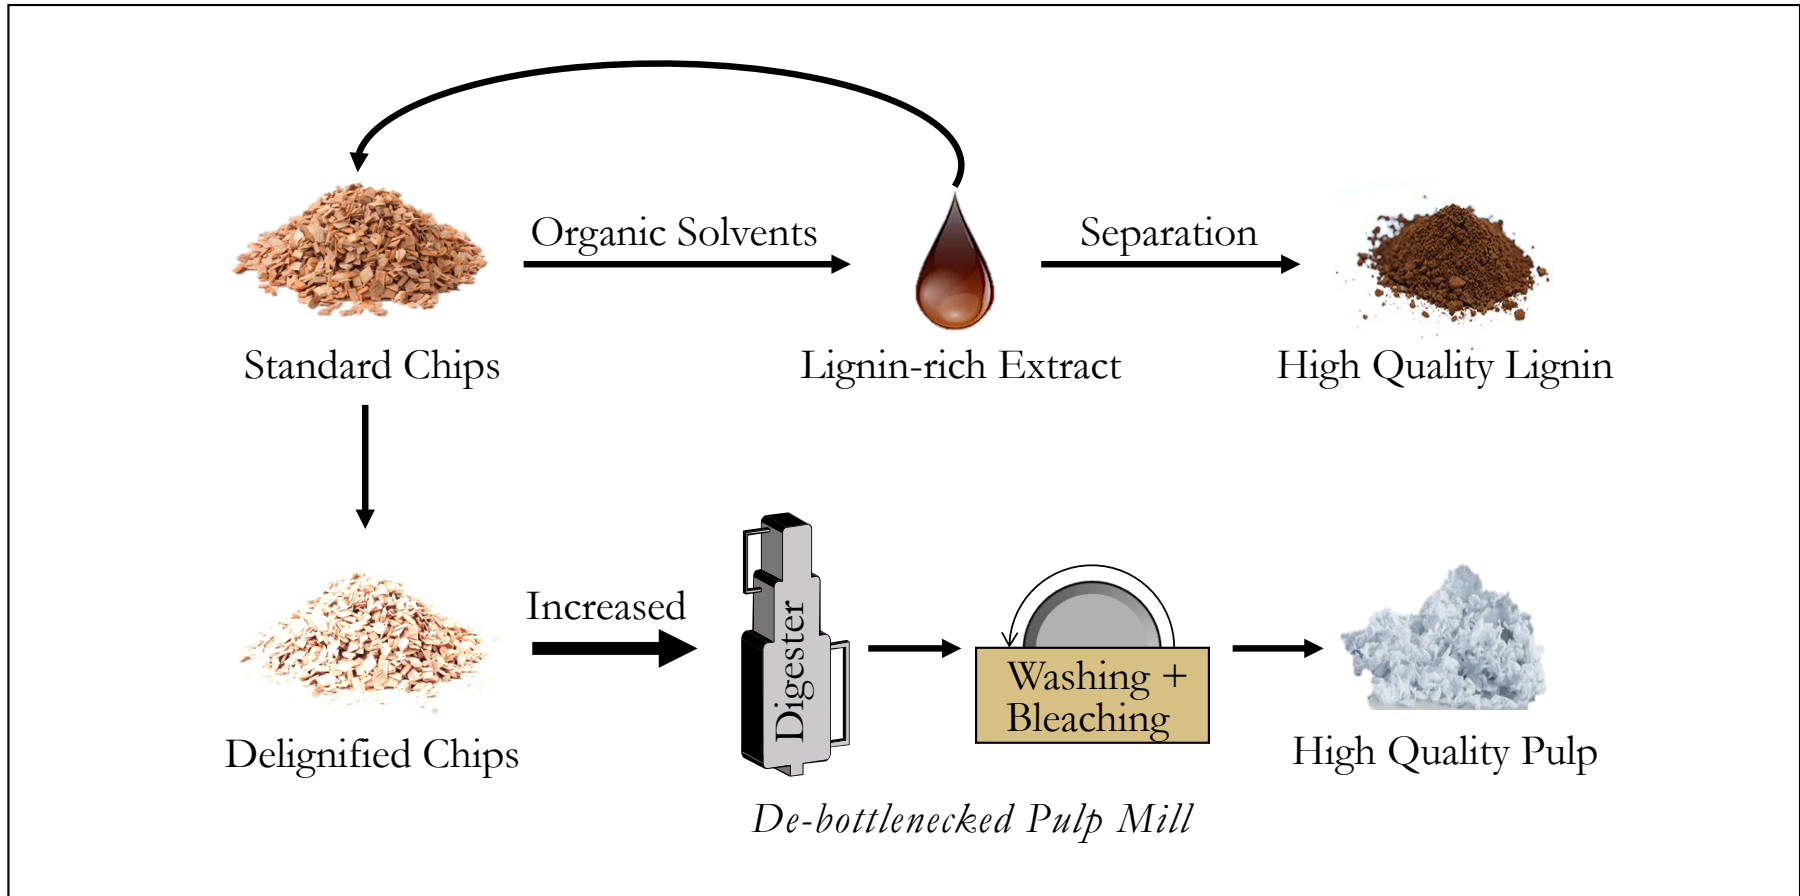 Organic Solvents
Separation
Standard Chips
Lignin-rich Extract
High Quality Lignin
Increased
Digester
Washing +
Bleaching
Delignified Chips
High Quality Pulp
De-bottlenecked Pulp Mill